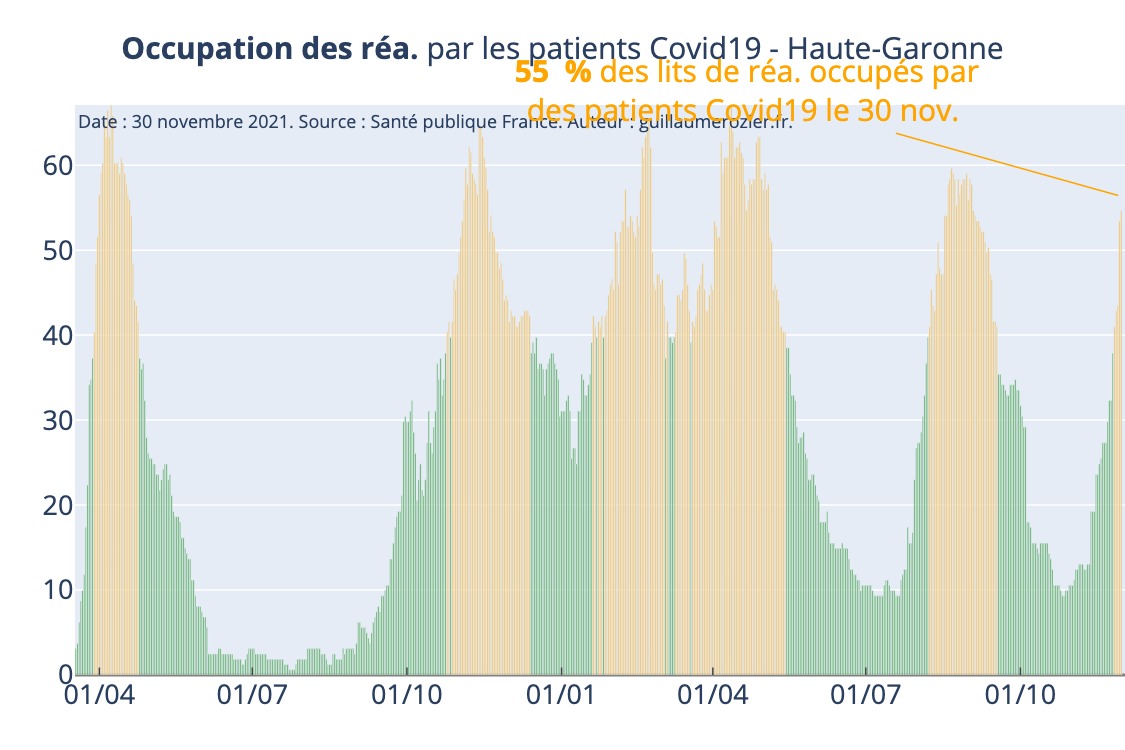 Occupation des réa. par les patients Covid19 - Haute-Garonne
55 % des lits de réa. occupés par
des patients Covid19 le 30 nov.
Date : 30 novembre 2021. Source : Santé publique France. Auteur : guillaumerozier.fr.
60
50
40
30
20
10
0
01/04 01/07 01/10 01/01 01/04 01/07 01/10